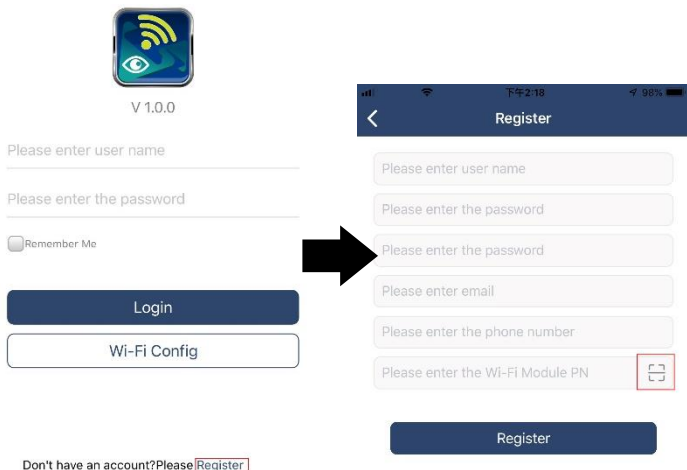 V 1.0.0
Please enter user name
Please enter the password
Remember Me
Login
Wi-Fi Config
Don't have an account?Please Register
下午2:18
98%
Register
Please enter user name
Please enter the password
Please enter the password
Please enter email
Please enter the phone number
Please enter the Wi-Fi Module PN
Register